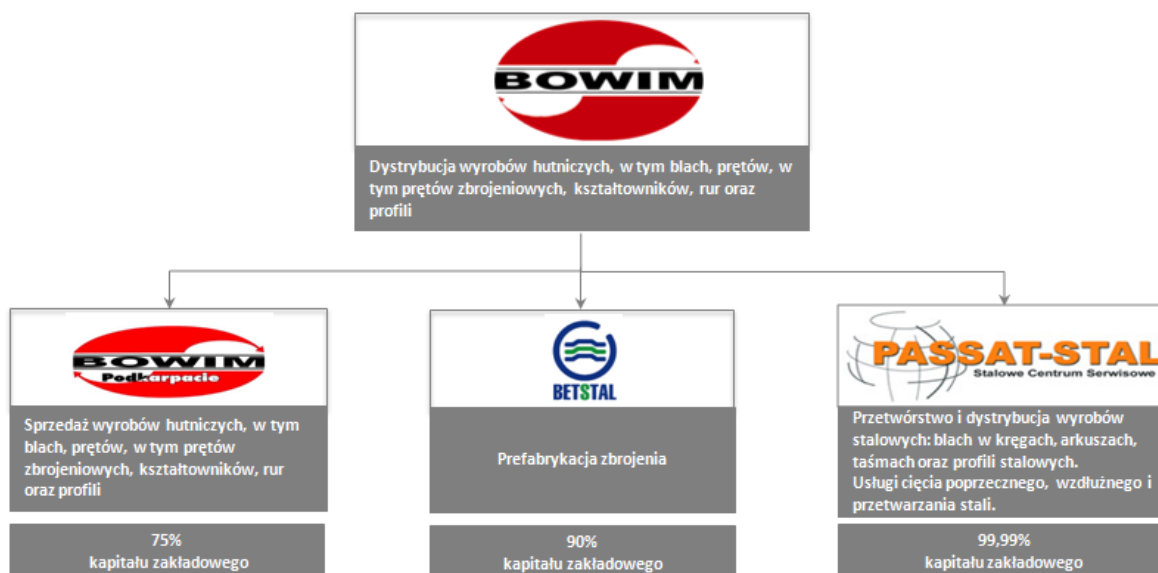 BOWIM
Dystrybucja wyrobów hutniczych, w tym blach, prętów, w
tym prętów zbrojeniowych, kształtowników, rur oraz
profili
BOWIM
Podkarpacie
Sprzedaż wyrobów hutniczych, w tym
blach, prętów, w tym prętów
zbrojeniowych, kształtowników, rur
oraz profili
75%
kapitału zakładowego
BETSTAL
Prefabrykacja zbrojenia
90%
kapitału zakładowego
PASSAT-STAL
Stalowe Centrum Serwisowe
Przetwórstwo i dystrybucja wyrobów
stalowych: blach w kręgach, arkuszach,
taśmach oraz profili stalowych.
Usługi cięcia poprzecznego, wzdłużnego i
przetwarzania stali.
99,99%
kapitału zakładowego